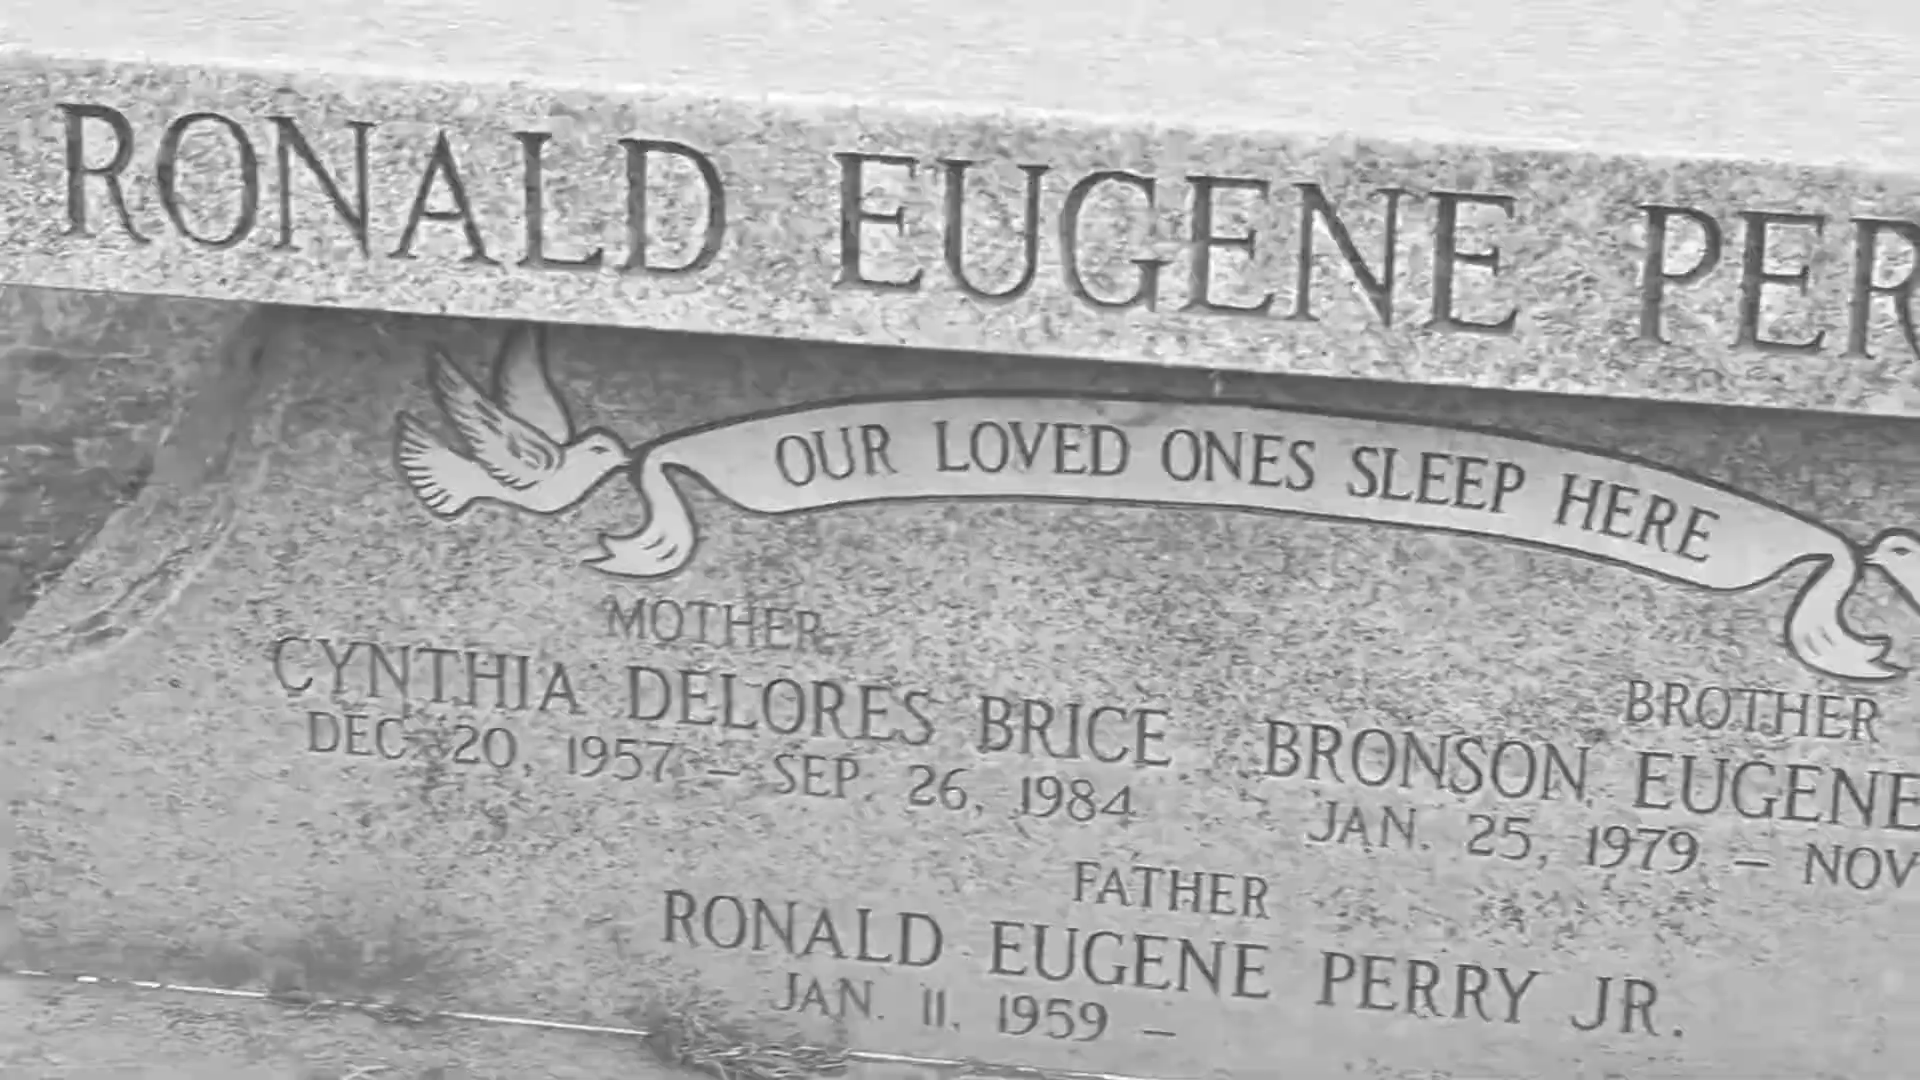 RONALD EUGENE PER
OUR LOVED ONES SLEEP HERE
MOTHER
CYNTHIA DELORES BRICE
DEC. 20, 1957 – SEP. 26, 1984
BROTHER
BRONSON EUGENE
JAN. 25, 1979 – NOV
FATHER
RONALD EUGENE PERRY JR.
JAN. 11, 1959 –